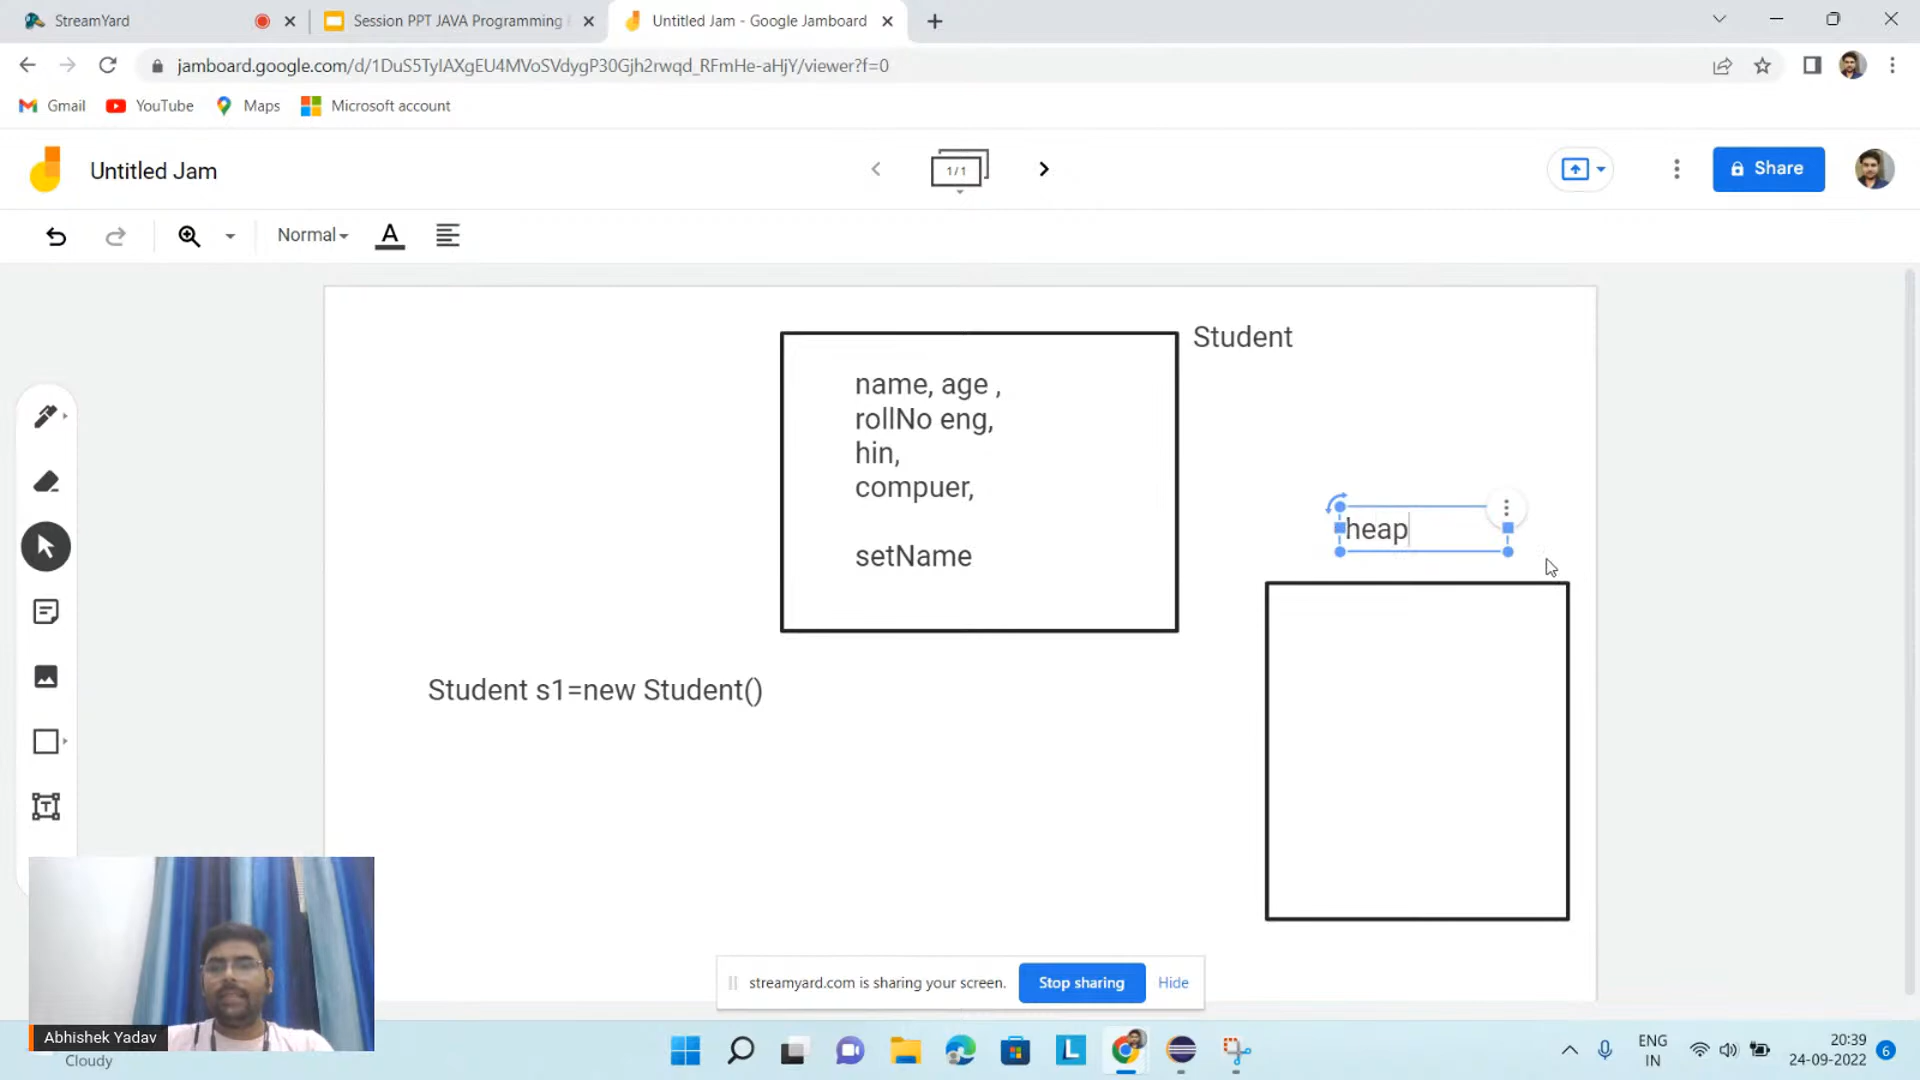 StreamYard
Session PPT JAVA Programming
Untitled Jam - Google Jamboard
jamboard.google.com/d/1DuS5TylAXgEU4MVoSVdygP30Gjh2rwqd_RFmHe-aHjY/viewer?f=0
Gmail
YouTube
Maps
Microsoft account
Untitled Jam
1/1
Share
Normal
A
Student
name, age ,
rollNo eng,
hin,
compuer,
setName
heap
Student s1=new Student()
streamyard.com is sharing your screen.
Stop sharing
Hide
Abhishek Yadav
Cloudy
L
ENG
IN
20:39
24-09-2022
6